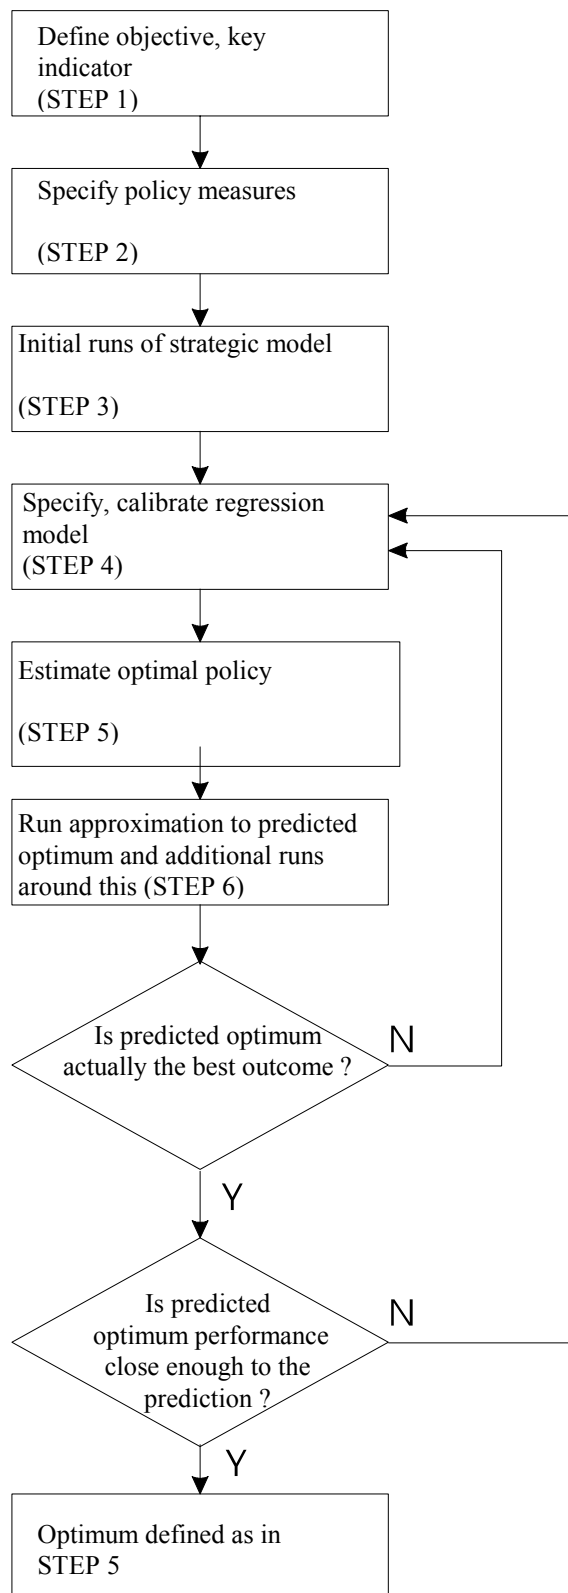 Define objective, key
indicator
(STEP 1)
Specify policy measures
(STEP 2)
Initial runs of strategic model
(STEP 3)
Specify, calibrate regression
model
(STEP 4)
Estimate optimal policy
(STEP 5)
Run approximation to predicted
optimum and additional runs
around this (STEP 6)
Is predicted optimum
actually the best outcome ?
N
Y
Is predicted
optimum performance
close enough to the
prediction ?
N
Y
Optimum defined as in
STEP 5